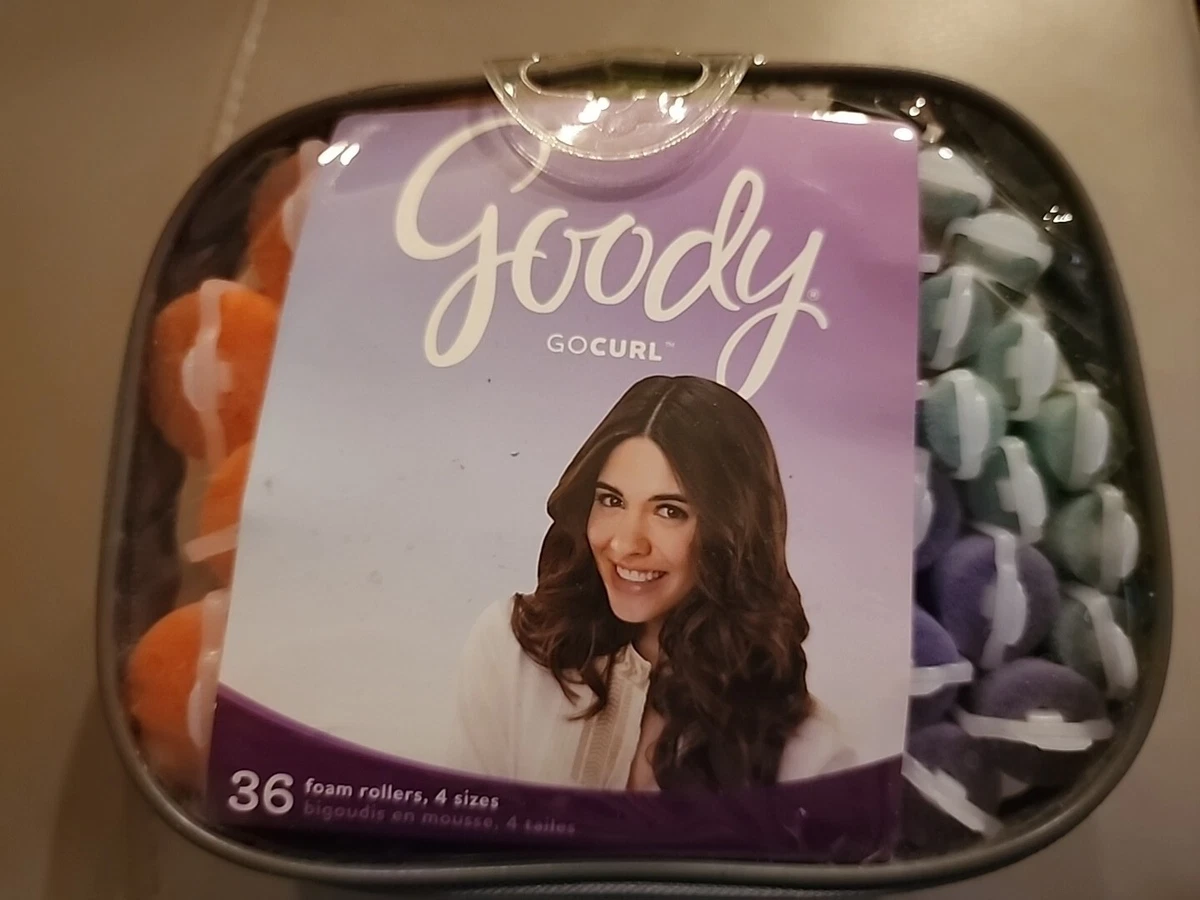 Goody®
GOCURL™
36 foam rollers, 4 sizes
bigoudis en mousse, 4 tailles